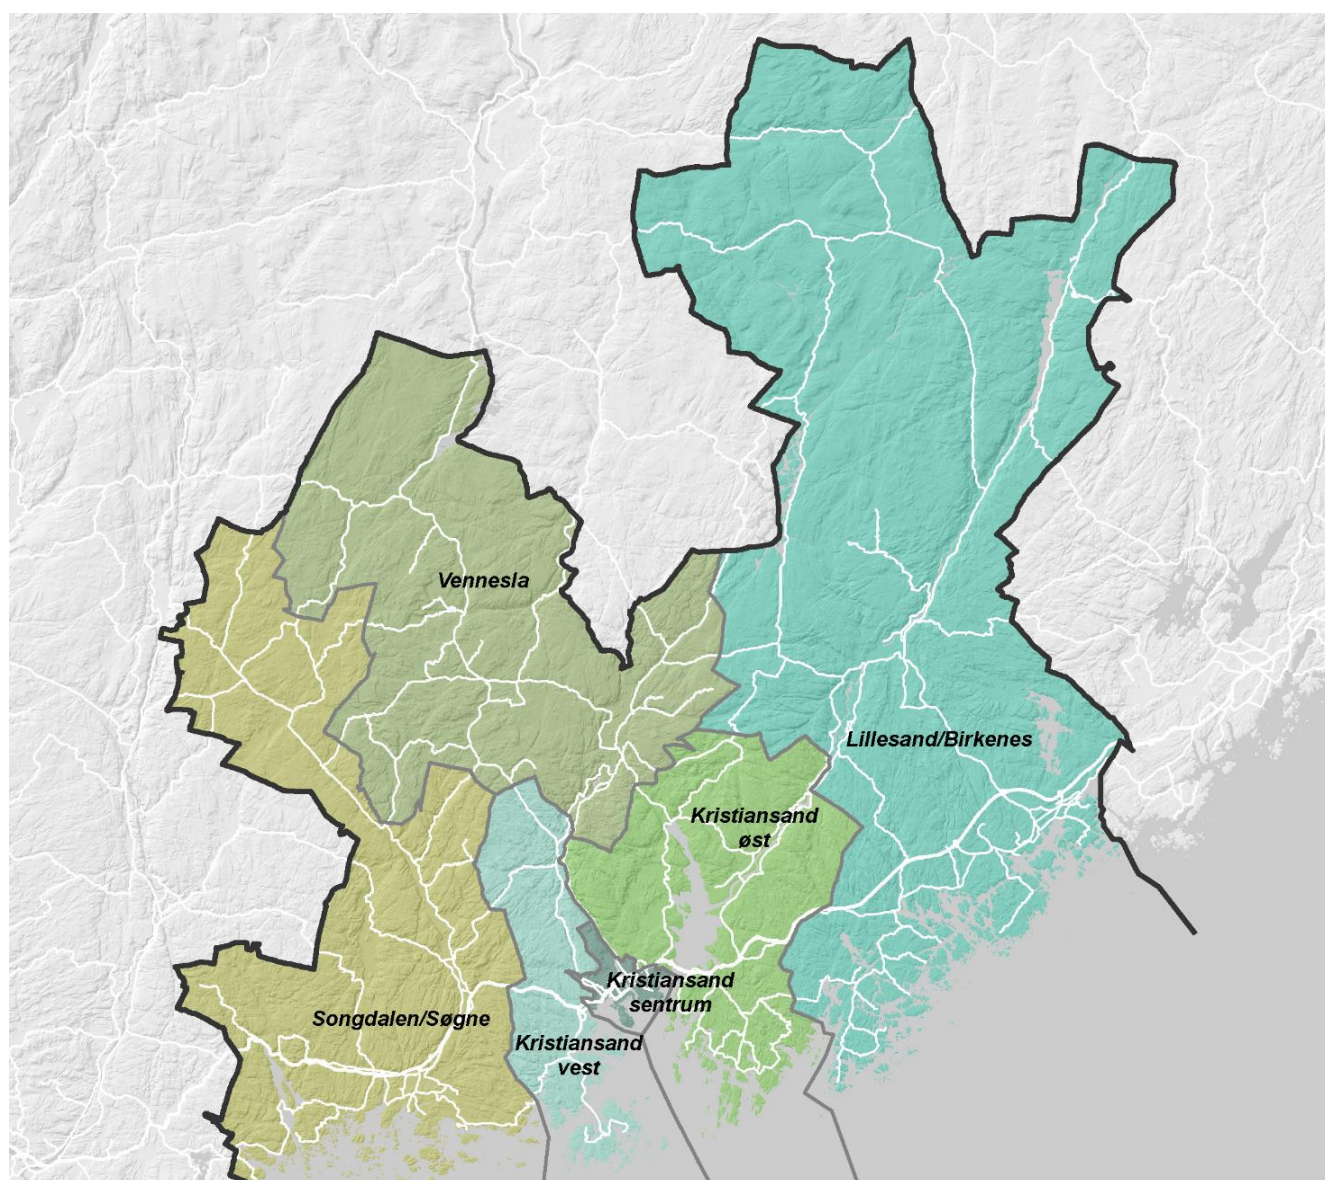 Vennesla
Lillesand/Birkenes
Kristiansand
øst
Kristiansand
sentrum
Songdalen/Søgne
Kristiansand
vest